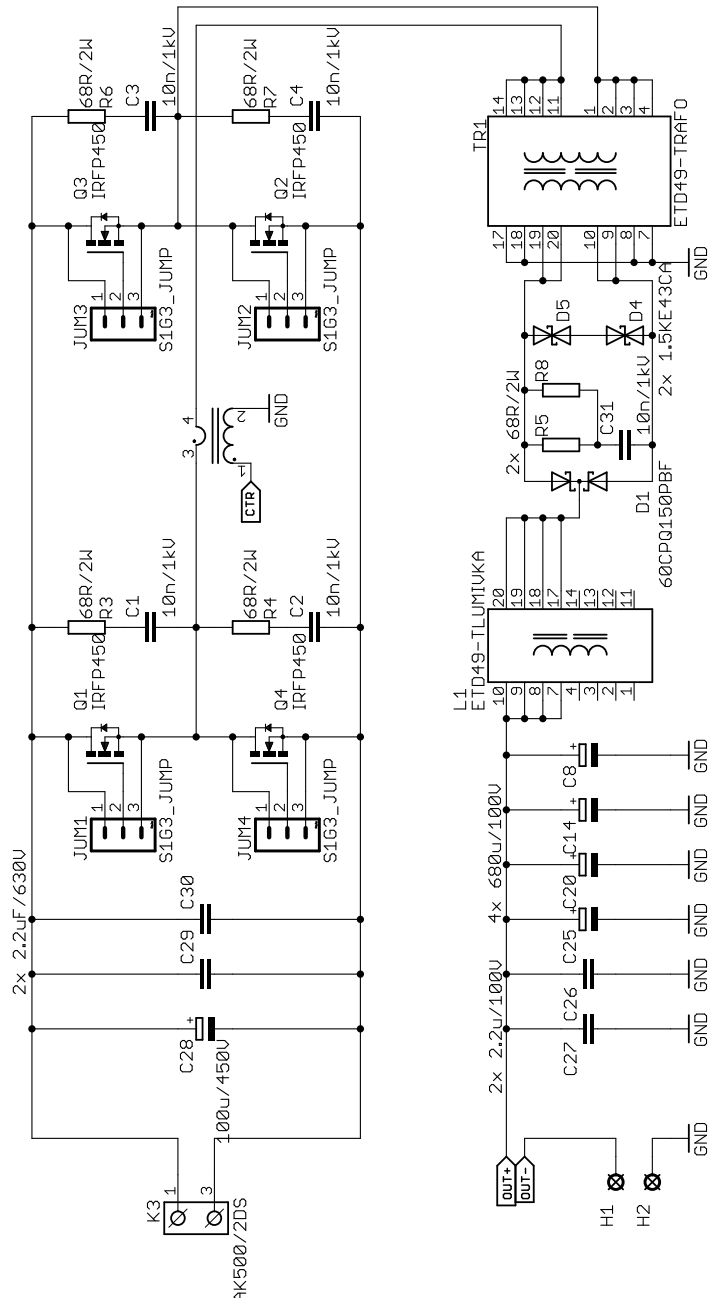 68R/2W
R6
C3
10n/1kV
68R/2W
R7
C4
10n/1kV
Q3
IRFP450
Q2
IRFP450
JUM3
1
2
3
S1G3_JUMP
JUM2
1
2
3
S1G3_JUMP
4
3
2
1
GND
CTR
68R/2W
R3
C1
10n/1kV
68R/2W
R4
C2
10n/1kV
Q1
IRFP450
Q4
IRFP450
JUM1
1
2
3
S1G3_JUMP
JUM4
1
2
3
S1G3_JUMP
2x 2.2uF/630V
C30
C29
C28
+
100u/450V
K3
1
3
AK500/2DS
TR1
14
13
12
11
1
2
3
4
17
18
19
20
10
9
8
7
ETD49-TRAFO
GND
D5
D4
2x 1.5KE43CA
2x 68R/2W
R8
R5
C31
10n/1kV
D1
60CPQ150PBF
20
19
18
17
14
13
12
11
L1
ETD49-TLUMIVKA
10
9
8
7
4
3
2
1
4x 680u/100V
+
C8
GND
+
C14
GND
+
C20
GND
+
C25
GND
2x 2.2u/100V
C26
GND
C27
GND
OUT+
OUT-
H1
H2
GND